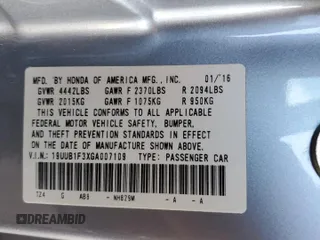 MFD. BY HONDA OF AMERICA MFG., INC. 01/16
GVWR 4442LBS GAWR F 2370LBS R 2094LBS
GVWR 2015KG GAWR F 1075KG R 950KG
THIS VEHICLE CONFORMS TO ALL APPLICABLE
FEDERAL MOTOR VEHICLE SAFETY, BUMPER,
AND THEFT PREVENTION STANDARDS IN EFFECT
ON THE DATE OF MANUFACTURE SHOWN ABOVE.
V.I.N.: 19UUB1F3XGA007109 TYPE: PASSENGER CAR
TZ4 G AB8 - NH829M - A - A
DREAMBID